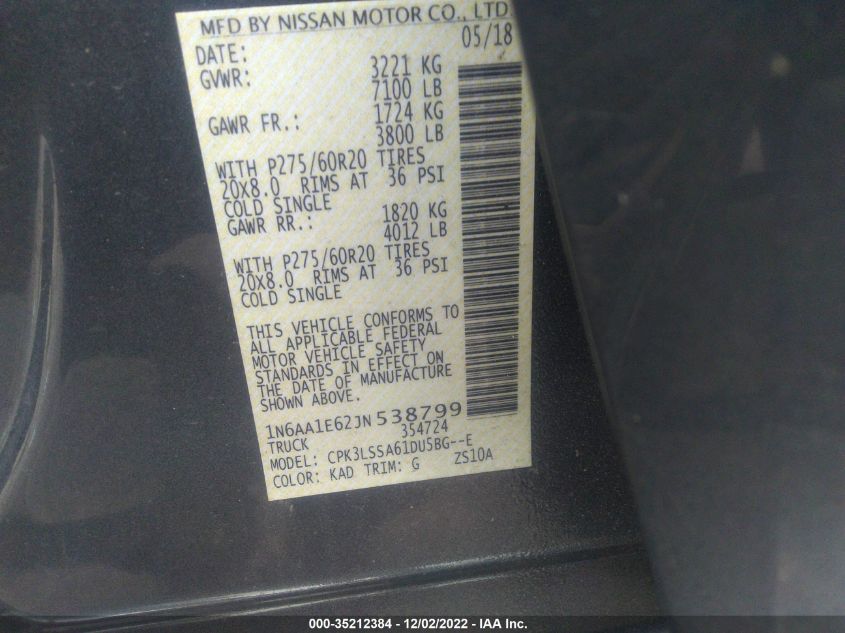 MFD BY NISSAN MOTOR CO., LTD
DATE: 05/18
GVWR: 3221 KG
7100 LB
GAWR FR.: 1724 KG
3800 LB
WITH P275/60R20 TIRES
20X8.0 RIMS AT 36 PSI
COLD SINGLE
GAWR RR.: 1820 KG
4012 LB
WITH P275/60R20 TIRES
20X8.0 RIMS AT 36 PSI
COLD SINGLE
THIS VEHICLE CONFORMS TO
ALL APPLICABLE FEDERAL
MOTOR VEHICLE SAFETY
STANDARDS IN EFFECT ON
THE DATE OF MANUFACTURE
SHOWN ABOVE.
1N6AA1E62JN538799
TRUCK 354724
MODEL: CPK3LSSA61DU5BG--E
COLOR: KAD TRIM: G ZS10A
000-35212384 - 12/02/2022 - IAA Inc.